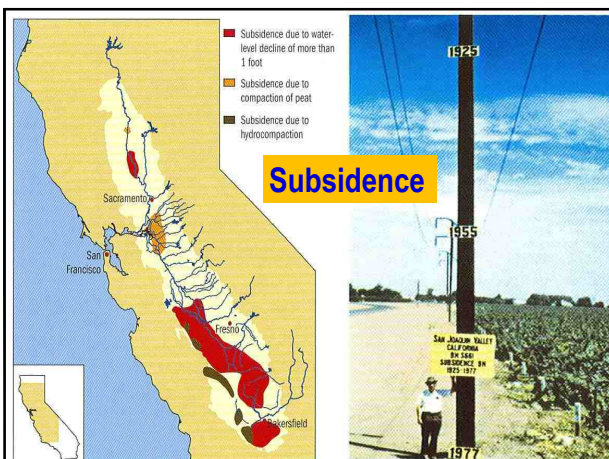 Subsidence due to water-
level decline of more than
1 foot
Subsidence due to
compaction of peat
Subsidence due to
hydrocompaction
Subsidence
Sacramento
San
Francisco
Fresno
Bakersfield
1925
1955
SAN JOAQUIN VALLEY
CALIFORNIA
BM S661
SUBSIDENCE 9M
1925-1977
1977